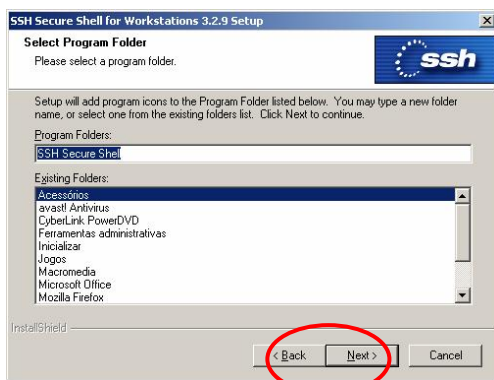 SSH Secure Shell for Workstations 3.2.9 Setup
Select Program Folder
Please select a program folder.
ssh
Setup will add program icons to the Program Folder listed below. You may type a new folder
name, or select one from the existing folders list. Click Next to continue.
Program Folders:
SSH Secure Shell
Existing Folders:
Acessórios
avast! Antivirus
CyberLink PowerDVD
Ferramentas administrativas
Inicializar
Jogos
Macromedia
Microsoft Office
Mozilla Firefox
InstallShield
< Back
Next >
Cancel